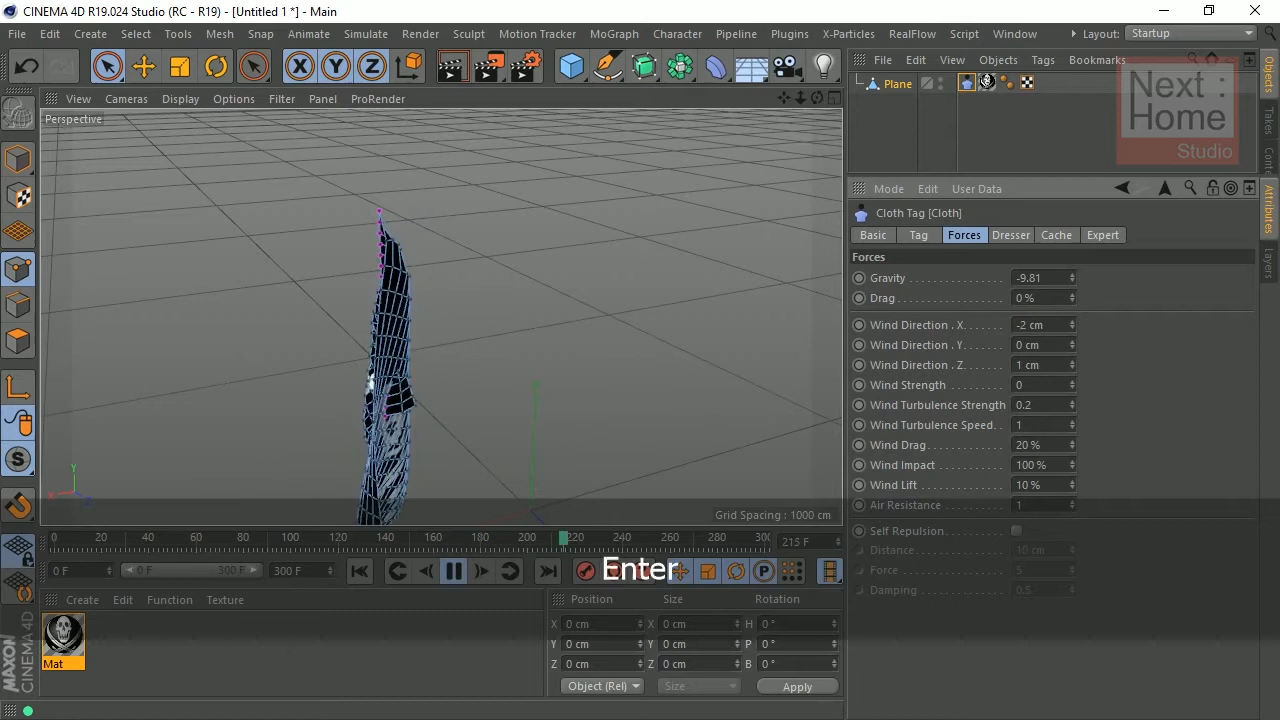 CINEMA 4D R19.024 Studio (RC - R19) - [Untitled 1 *] - Main
File Edit Create Select Tools Mesh Snap Animate Simulate Render Sculpt Motion Tracker MoGraph Character Pipeline Plugins X-Particles RealFlow Script Window Layout: Startup
X Y Z
File Edit View Objects Tags Bookmarks
Plane
Next :
Home
Studio
Objects
Takes
View Cameras Display Options Filter Panel ProRender
Perspective
Mode Edit User Data
Attributes
Layers
Cloth Tag [Cloth]
Basic Tag Forces Dresser Cache Expert
Forces
Gravity -9.81
Drag 0 %
Wind Direction . X -2 cm
Wind Direction . Y 0 cm
Wind Direction . Z 1 cm
Wind Strength 0
Wind Turbulence Strength 0.2
Wind Turbulence Speed 1
Wind Drag 20 %
Wind Impact 100 %
Wind Lift 10 %
Air Resistance 1
Self Repulsion
Distance 10 cm
Force 5
Damping 0.5
Y
X
Grid Spacing : 1000 cm
0 20 40 60 80 100 120 140 160 180 200 220 240 260 280 300 215 F
0 F 0 F 300 F 300 F
Enter
P
S
Create Edit Function Texture
Mat
MAXON
CINEMA 4D
Position Size Rotation
X 0 cm X 0 cm H 0 °
Y 0 cm Y 0 cm P 0 °
Z 0 cm Z 0 cm B 0 °
Object (Rel) Size Apply